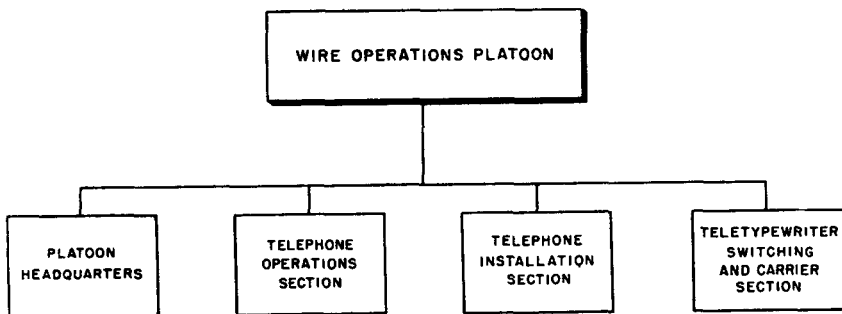 WIRE OPERATIONS PLATOON
PLATOON
HEADQUARTERS
TELEPHONE
OPERATIONS
SECTION
TELEPHONE
INSTALLATION
SECTION
TELETYPEWRITER
SWITCHING
AND CARRIER
SECTION